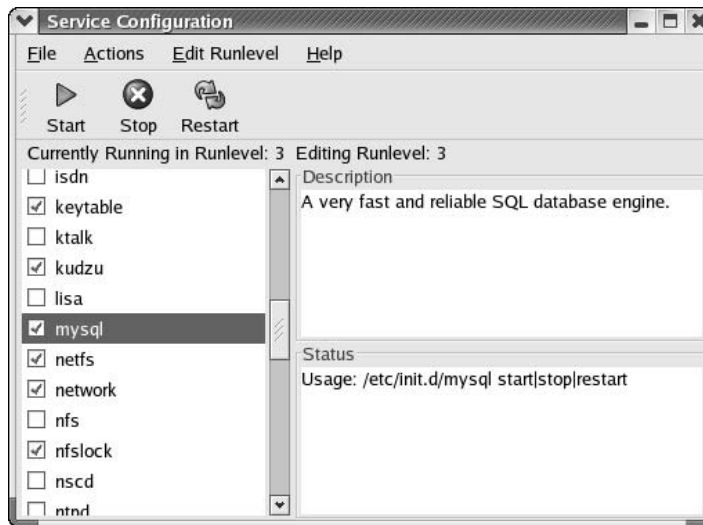 Service Configuration
File Actions Edit Runlevel Help
Start Stop Restart
Currently Running in Runlevel: 3 Editing Runlevel: 3
isdn
keytable
ktalk
kudzu
lisa
mysql
netfs
network
nfs
nfslock
nscd
ntpd
Description
A very fast and reliable SQL database engine.
Status
Usage: /etc/init.d/mysql start|stop|restart